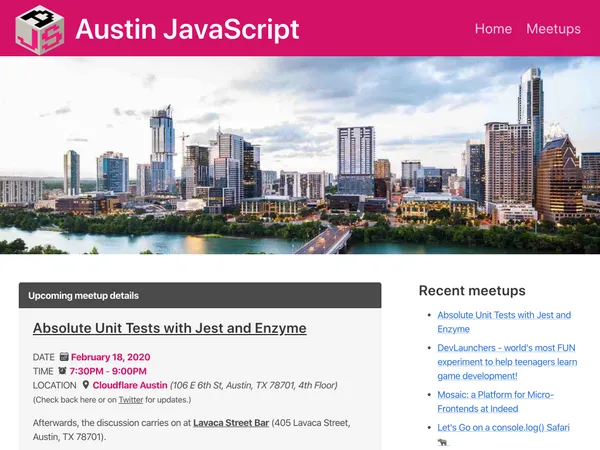 AJS
Austin JavaScript
Home
Meetups
Upcoming meetup details
Absolute Unit Tests with Jest and Enzyme
DATE 📅 February 18, 2020
TIME ⏰ 7:30PM - 9:00PM
LOCATION Cloudflare Austin (106 E 6th St, Austin, TX 78701, 4th Floor)
(Check back here or on Twitter for updates.)
Afterwards, the discussion carries on at Lavaca Street Bar (405 Lavaca Street,
Austin, TX 78701).
Recent meetups
Absolute Unit Tests with Jest and
Enzyme
DevLaunchers - world's most FUN
experiment to help teenagers learn
game development!
Mosaic: a Platform for Micro-
Frontends at Indeed
Let's Go on a console.log() Safari
🐃